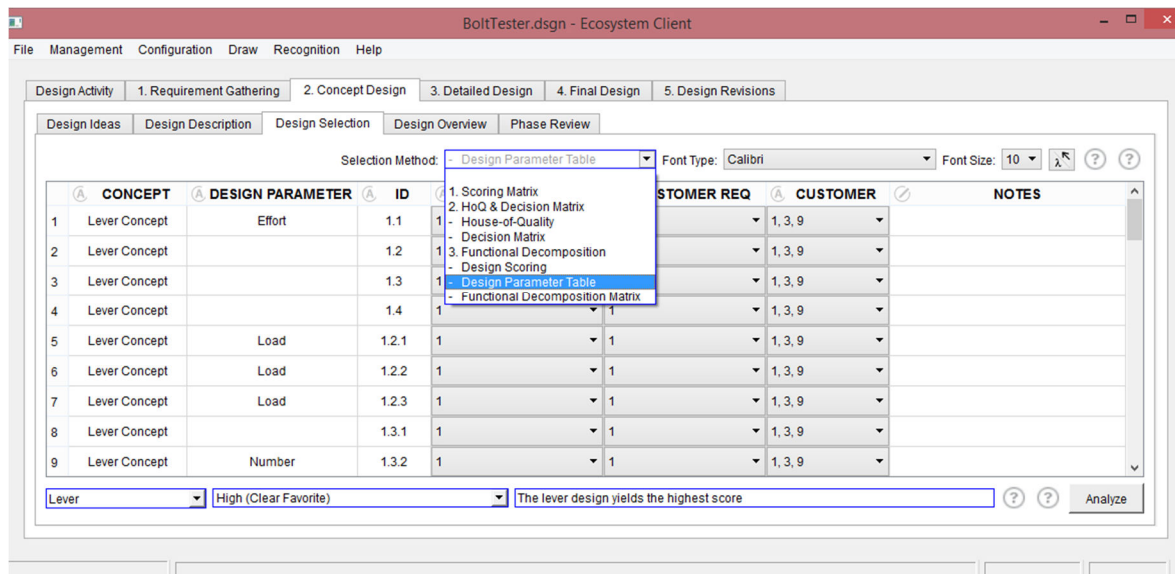 BoltTester.dsgn - Ecosystem Client
File Management Configuration Draw Recognition Help
Design Activity 1. Requirement Gathering 2. Concept Design 3. Detailed Design 4. Final Design 5. Design Revisions
Design Ideas Design Description Design Selection Design Overview Phase Review
Selection Method: - Design Parameter Table Font Type: Calibri Font Size: 10 λ ? ?
1. Scoring Matrix
2. HoQ & Decision Matrix
- House-of-Quality
- Decision Matrix
3. Functional Decomposition
- Design Scoring
- Design Parameter Table
- Functional Decomposition Matrix
CONCEPT DESIGN PARAMETER ID STOMER REQ CUSTOMER NOTES
1 Lever Concept Effort 1.1 1 1, 3, 9
2 Lever Concept 1.2 1 1, 3, 9
3 Lever Concept 1.3 1 1, 3, 9
4 Lever Concept 1.4 1 1 1, 3, 9
5 Lever Concept Load 1.2.1 1 1 1, 3, 9
6 Lever Concept Load 1.2.2 1 1 1, 3, 9
7 Lever Concept Load 1.2.3 1 1 1, 3, 9
8 Lever Concept 1.3.1 1 1 1, 3, 9
9 Lever Concept Number 1.3.2 1 1 1, 3, 9
Lever High (Clear Favorite) The lever design yields the highest score ? ? Analyze